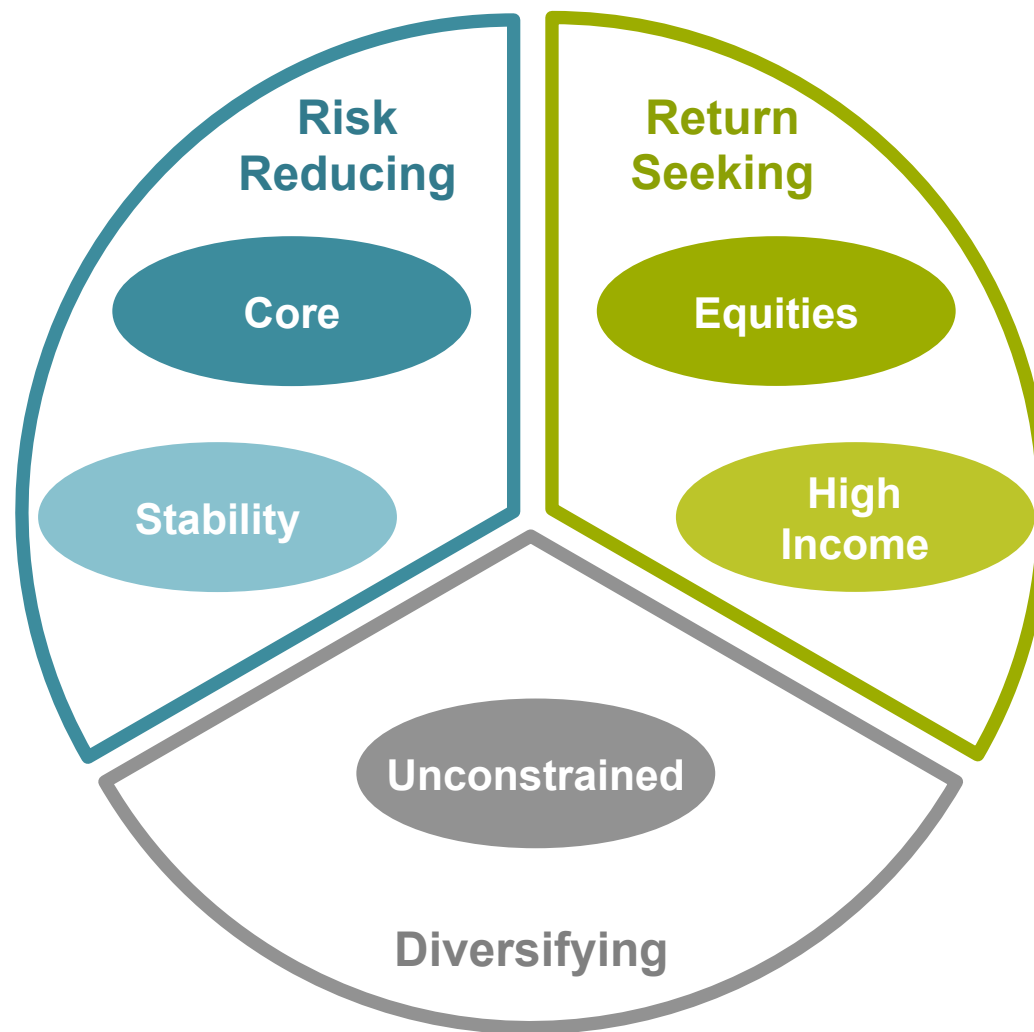 Risk
Reducing
Core
Stability
Return
Seeking
Equities
High
Income
Unconstrained
Diversifying